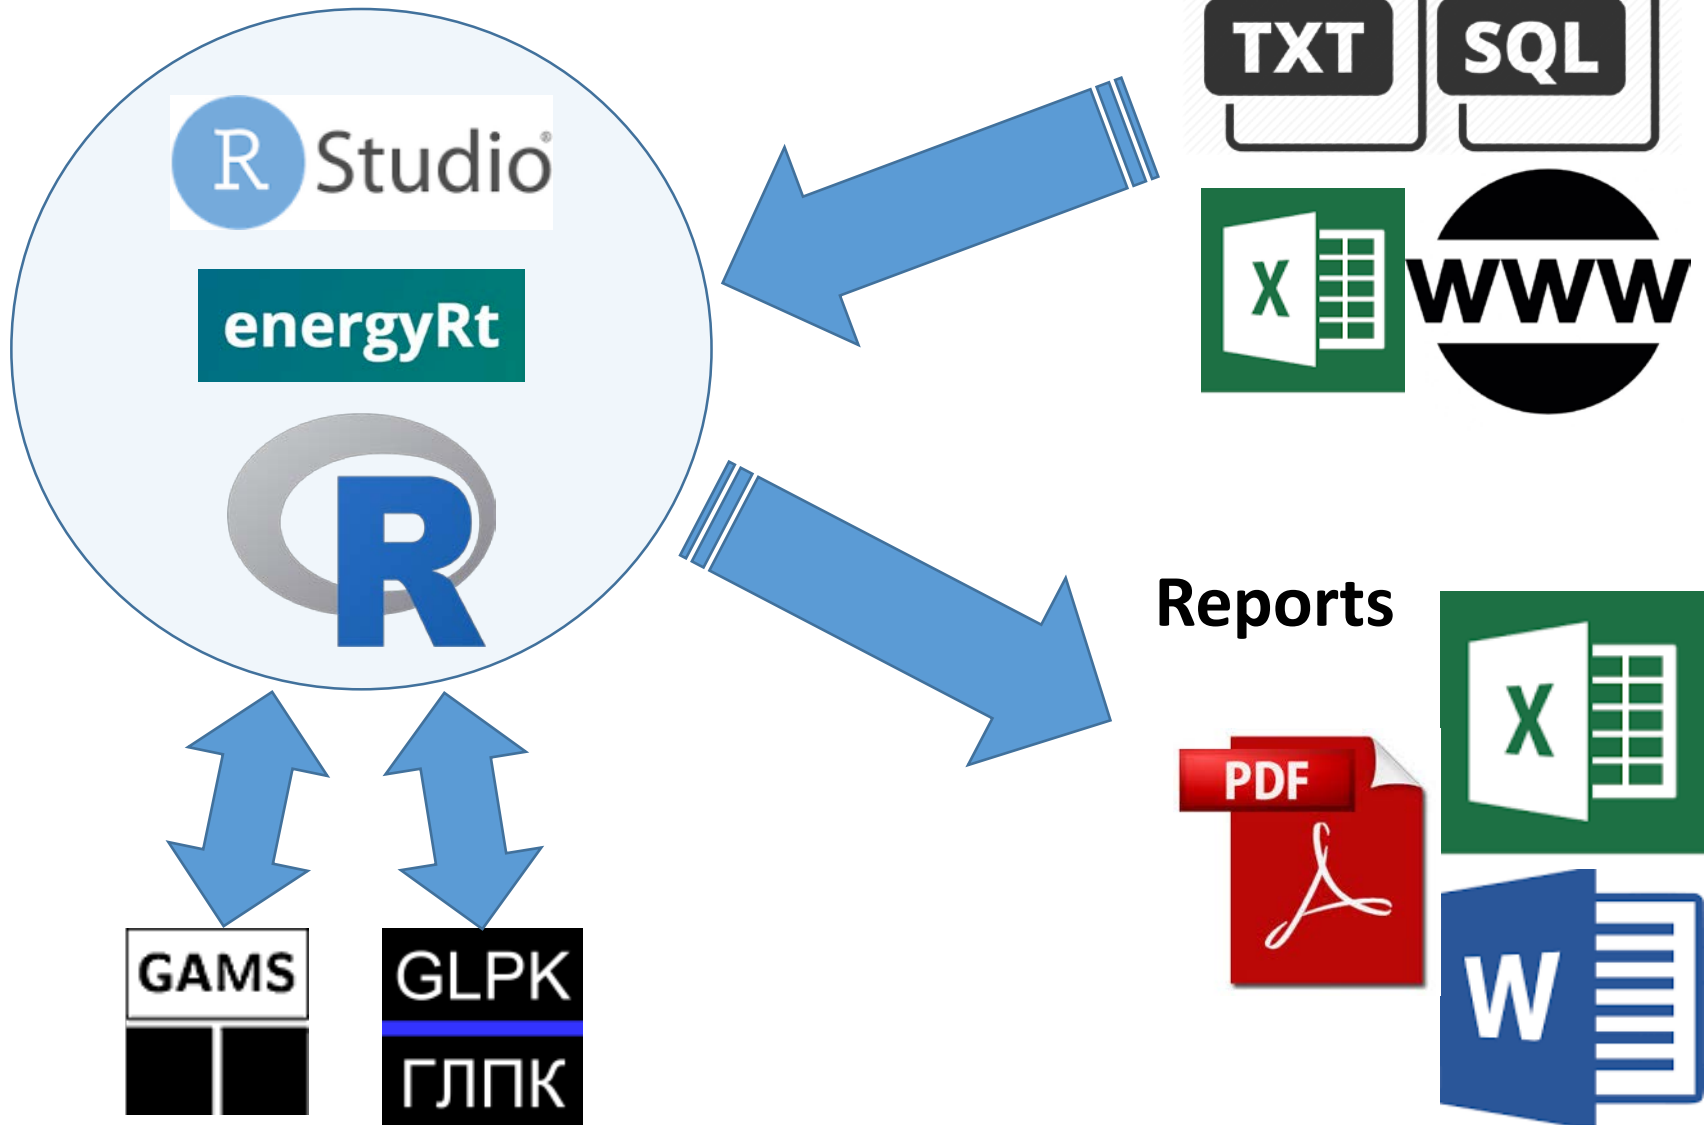 TXT SQL
R Studio®
energyRt
X WWW
R
Reports
X
PDF
W
GAMS
GLPK
ГЛПК